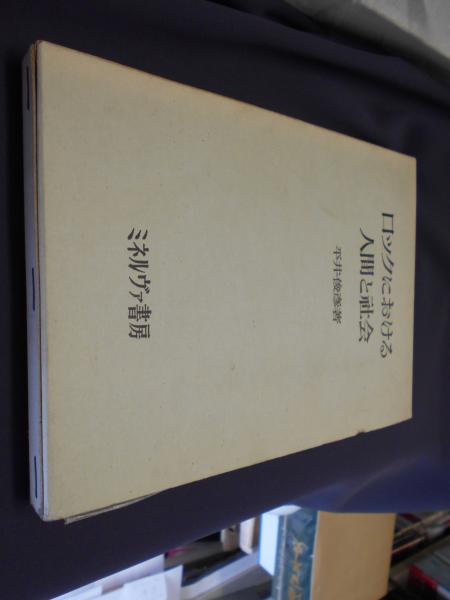 ロックにおける
人間と社会
平井俊彦著
ミネルヴァ書房